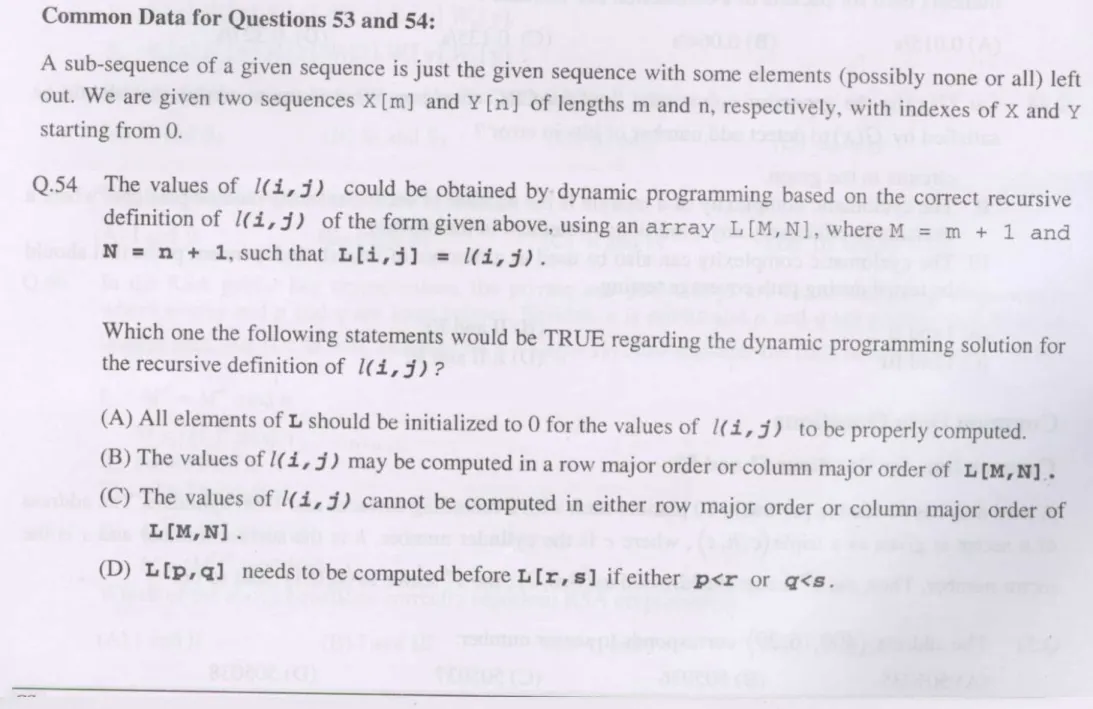 Common Data for Questions 53 and 54:
A sub-sequence of a given sequence is just the given sequence with some elements (possibly none or all) left
out. We are given two sequences X[m] and Y[n] of lengths m and n, respectively, with indexes of X and Y
starting from 0.
Q.54 The values of l(i,j) could be obtained by dynamic programming based on the correct recursive
definition of l(i,j) of the form given above, using an array L[M,N], where M = m + 1 and
N = n + 1, such that L[i,j] = l(i,j).
Which one the following statements would be TRUE regarding the dynamic programming solution for
the recursive definition of l(i,j) ?
(A) All elements of L should be initialized to 0 for the values of l(i,j) to be properly computed.
(B) The values of l(i,j) may be computed in a row major order or column major order of L[M,N].
(C) The values of l(i,j) cannot be computed in either row major order or column major order of
L[M,N].
(D) L[p,q] needs to be computed before L[r,s] if either p<r or q<s.